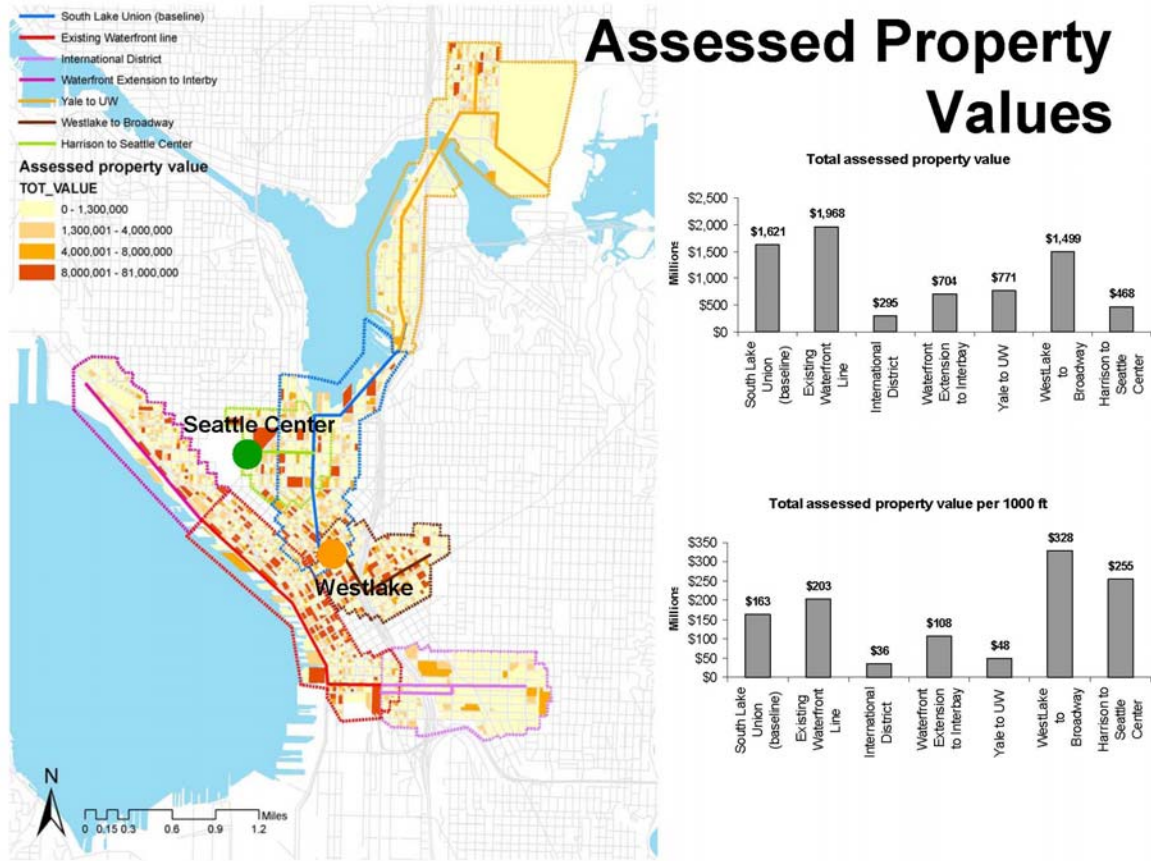 South Lake Union (baseline)
Existing Waterfront line
International District
Waterfront Extension to Interby
Yale to UW
Westlake to Broadway
Harrison to Seattle Center
Assessed property value
TOT_VALUE
0 - 1,300,000
1,300,001 - 4,000,000
4,000,001 - 8,000,000
8,000,001 - 81,000,000
Seattle Center
Westlake
N
Miles
0 0.15 0.3 0.6 0.9 1.2
Assessed Property
Values
Total assessed property value
Millions
$2,500
$2,000
$1,500
$1,000
$500
$0
$1,621
$1,968
$295
$704
$771
$1,499
$468
South Lake
Union
(baseline)
Existing
Waterfront
Line
International
District
Waterfront
Extension
to Interbay
Yale to UW
WestLake
to
Broadway
Harrison to
Seattle
Center
Total assessed property value per 1000 ft
Millions
$350
$300
$250
$200
$150
$100
$50
$0
$163
$203
$36
$108
$48
$328
$255
South Lake
Union
(baseline)
Existing
Waterfront
Line
International
District
Waterfront
Extension
to Interbay
Yale to UW
WestLake
to
Broadway
Harrison to
Seattle
Center